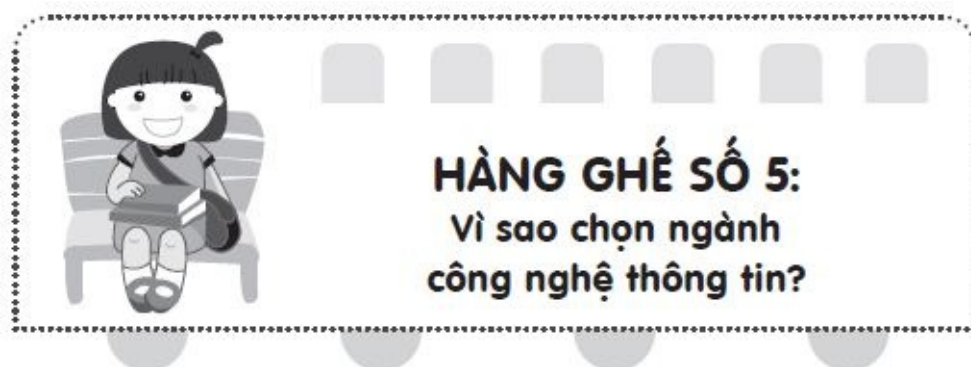 HÀNG GHẾ SỐ 5:
Vì sao chọn ngành
công nghệ thông tin?